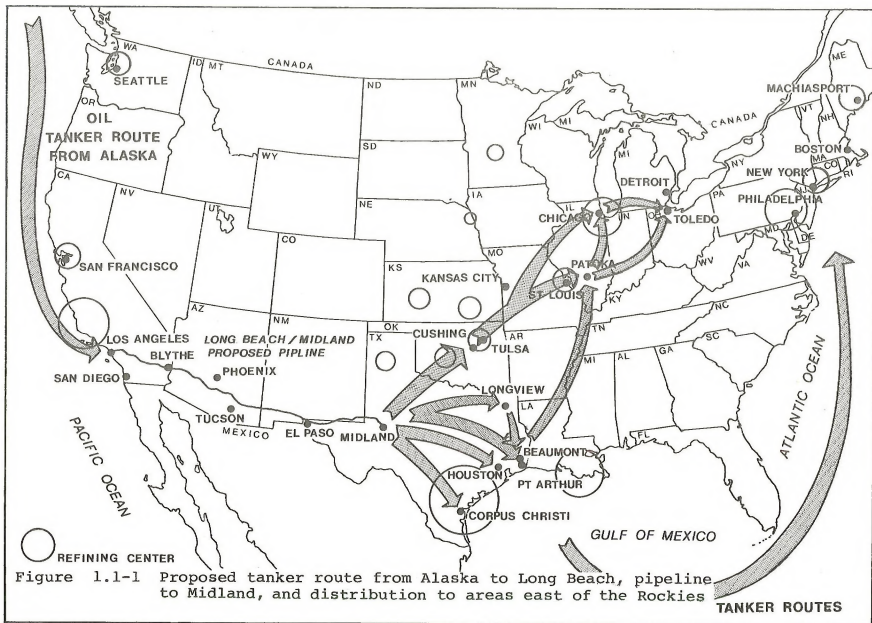 WA
SEATTLE
ID
MT
CANADA
ND
MN
ME
MACHIASPORT
OR
OIL
TANKER ROUTE
FROM ALASKA
WI
MI
CANADA
VT
NH
BOSTON
MA
SD
MI
NY
CO
RI
NEW YORK
WY
DETROIT
PA
NJ
PHILADELPHIA
CA
NV
IA
NE
IL
CHICAGO
IN
O
TOLEDO
MD
DE
UT
SAN FRANCISCO
CO
MO
KS
KANSAS CITY
PATOKA
ST LOUIS
WV
VA
KY
AZ
NM
OK
TX
CUSHING
TULSA
AR
TN
NC
SC
LOS ANGELES
BLYTHE
LONG BEACH / MIDLAND
PROPOSED PIPLINE
PHOENIX
SAN DIEGO
MI
AL
GA
LONGVIEW
LA
TUCSON
MEXICO
EL PASO
MIDLAND
FL
BEAUMONT
HOUSTON
PT ARTHUR
PACIFIC OCEAN
ATLANTIC OCEAN
CORPUS CHRISTI
GULF OF MEXICO
REFINING CENTER
Figure 1.1-1 Proposed tanker route from Alaska to Long Beach, pipeline
to Midland, and distribution to areas east of the Rockies
TANKER ROUTES